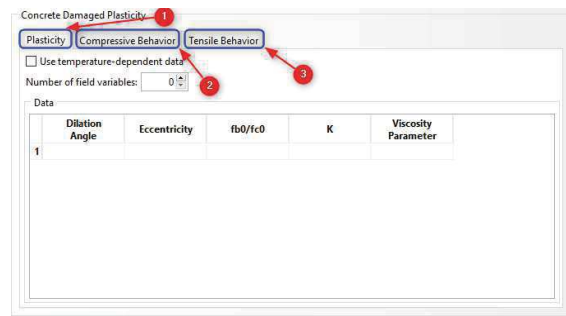 Concrete Damaged Plasticity
1
Plasticity Compressive Behavior Tensile Behavior
Use temperature-dependent data
3
Number of field variables: 0
2
Data
Dilation Angle Eccentricity fb0/fc0 K Viscosity Parameter
1